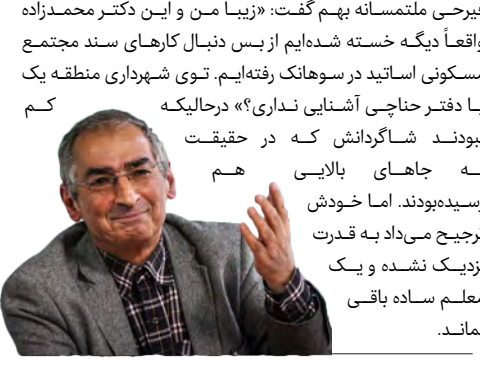 فیرحی ملتمسانه بهم گفت: «زیبا من و این دکتر محمدزاده
واقعاً دیگه خسته شده‌ایم از بس دنبال کارهای سند مجتمع
مسکونی اساتید در سوهانک رفته‌ایم. توی شهرداری منطقه یک
یا دفتر حناچی آشنایی نداری؟» درحالیکه کم
نبودند شاگردانش که در حقیقت
به جاهای بالایی هم
رسیده‌بودند. اما خودش
ترجیح می‌داد به قدرت
نزدیک نشده و یک
معلم ساده باقی
بماند.